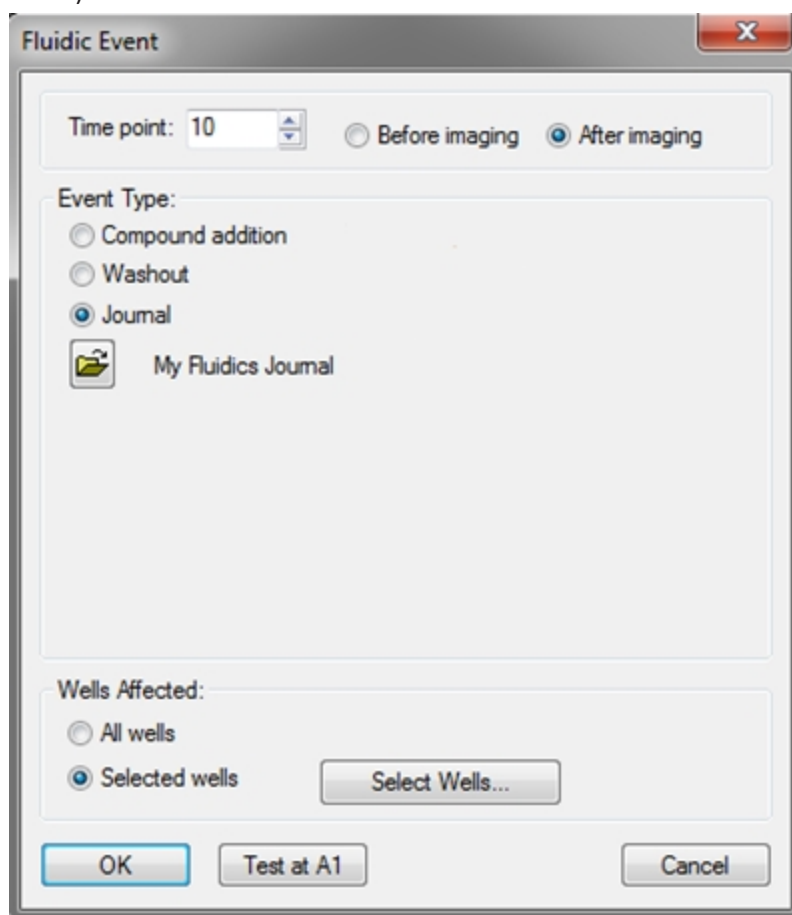 Fluidic Event
Time point: 10 Before imaging After imaging
Event Type:
Compound addition
Washout
Journal
My Fluidics Journal
Wells Affected:
All wells
Selected wells Select Wells...
OK Test at A1 Cancel